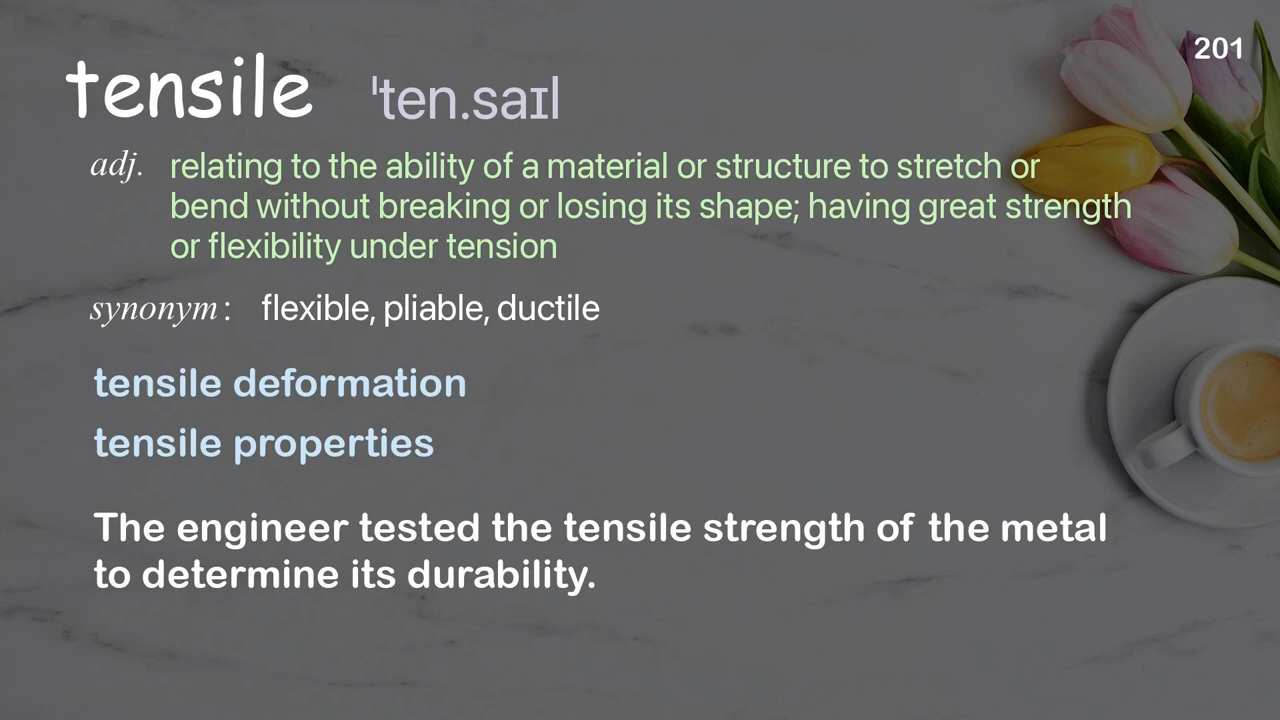 201
tensile ˈten.saɪl
adj. relating to the ability of a material or structure to stretch or
bend without breaking or losing its shape; having great strength
or flexibility under tension
synonym: flexible, pliable, ductile
tensile deformation
tensile properties
The engineer tested the tensile strength of the metal
to determine its durability.